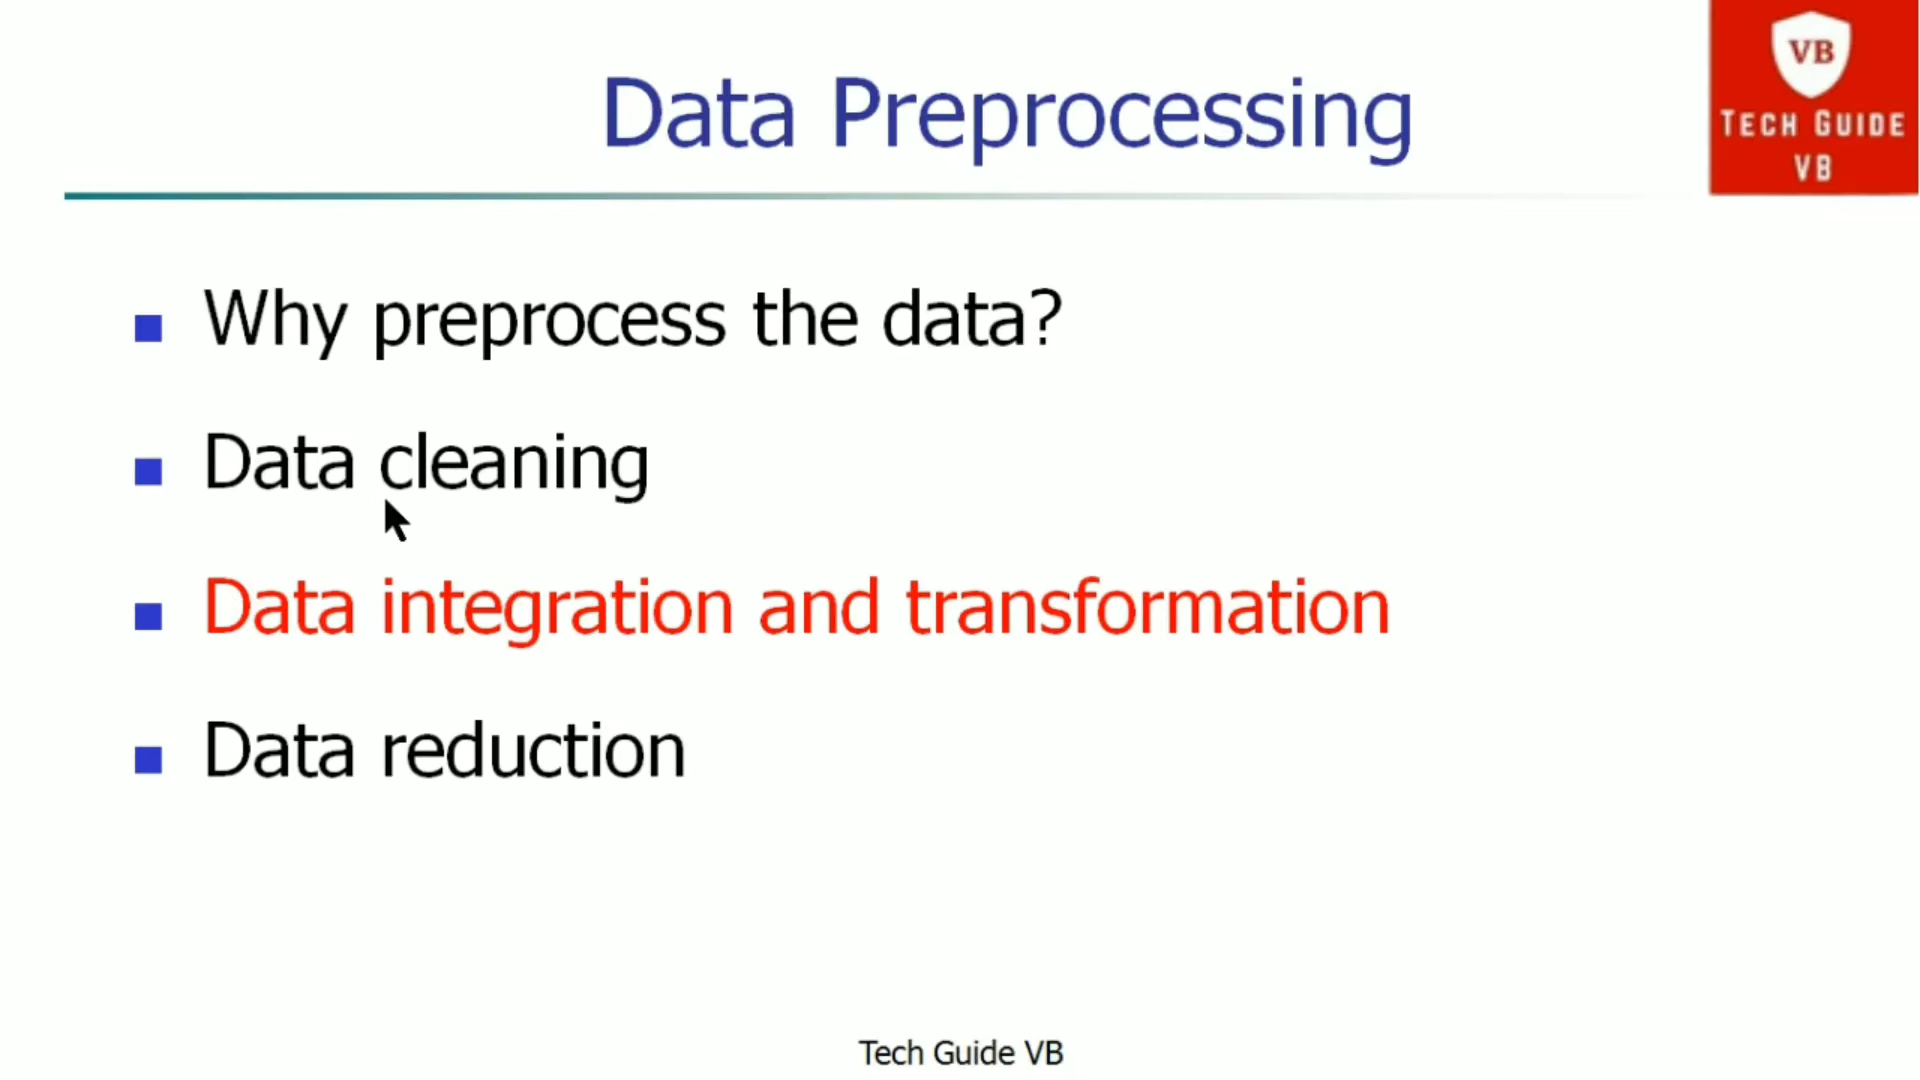 Data Preprocessing
VB
TECH GUIDE
VB
Why preprocess the data?
Data cleaning
Data integration and transformation
Data reduction
Tech Guide VB